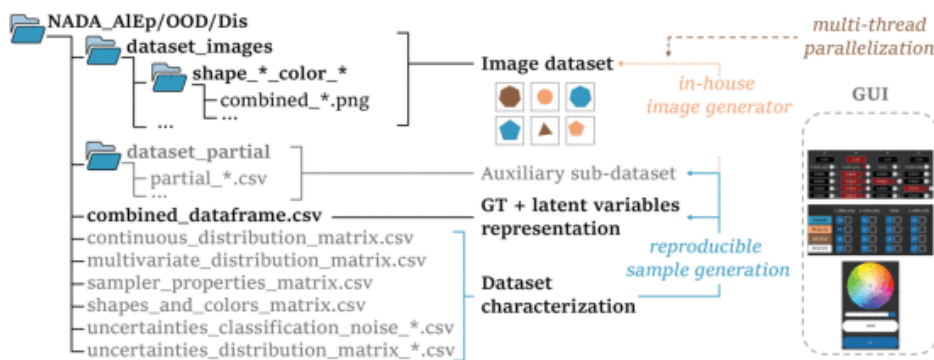 NADA_AlEp/OOD/Dis
dataset_images
shape_*_color_*
combined_*.png
...
...
dataset_partial
partial_*.csv
...
combined_dataframe.csv
continuous_distribution_matrix.csv
multivariate_distribution_matrix.csv
sampler_properties_matrix.csv
shapes_and_colors_matrix.csv
uncertainties_classification_noise_*.csv
uncertainties_distribution_matrix_*.csv
Image dataset
Auxiliary sub-dataset
GT + latent variables
representation
Dataset
characterization
multi-thread
parallelization
in-house
image generator
reproducible
sample generation
GUI